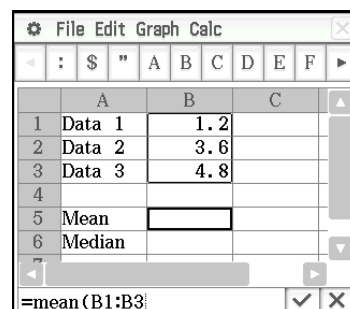 File Edit Graph Calc
: $ " A B C D E F
A B C
1 Data 1 1.2
2 Data 2 3.6
3 Data 3 4.8
4
5 Mean
6 Median
7
=mean(B1:B3